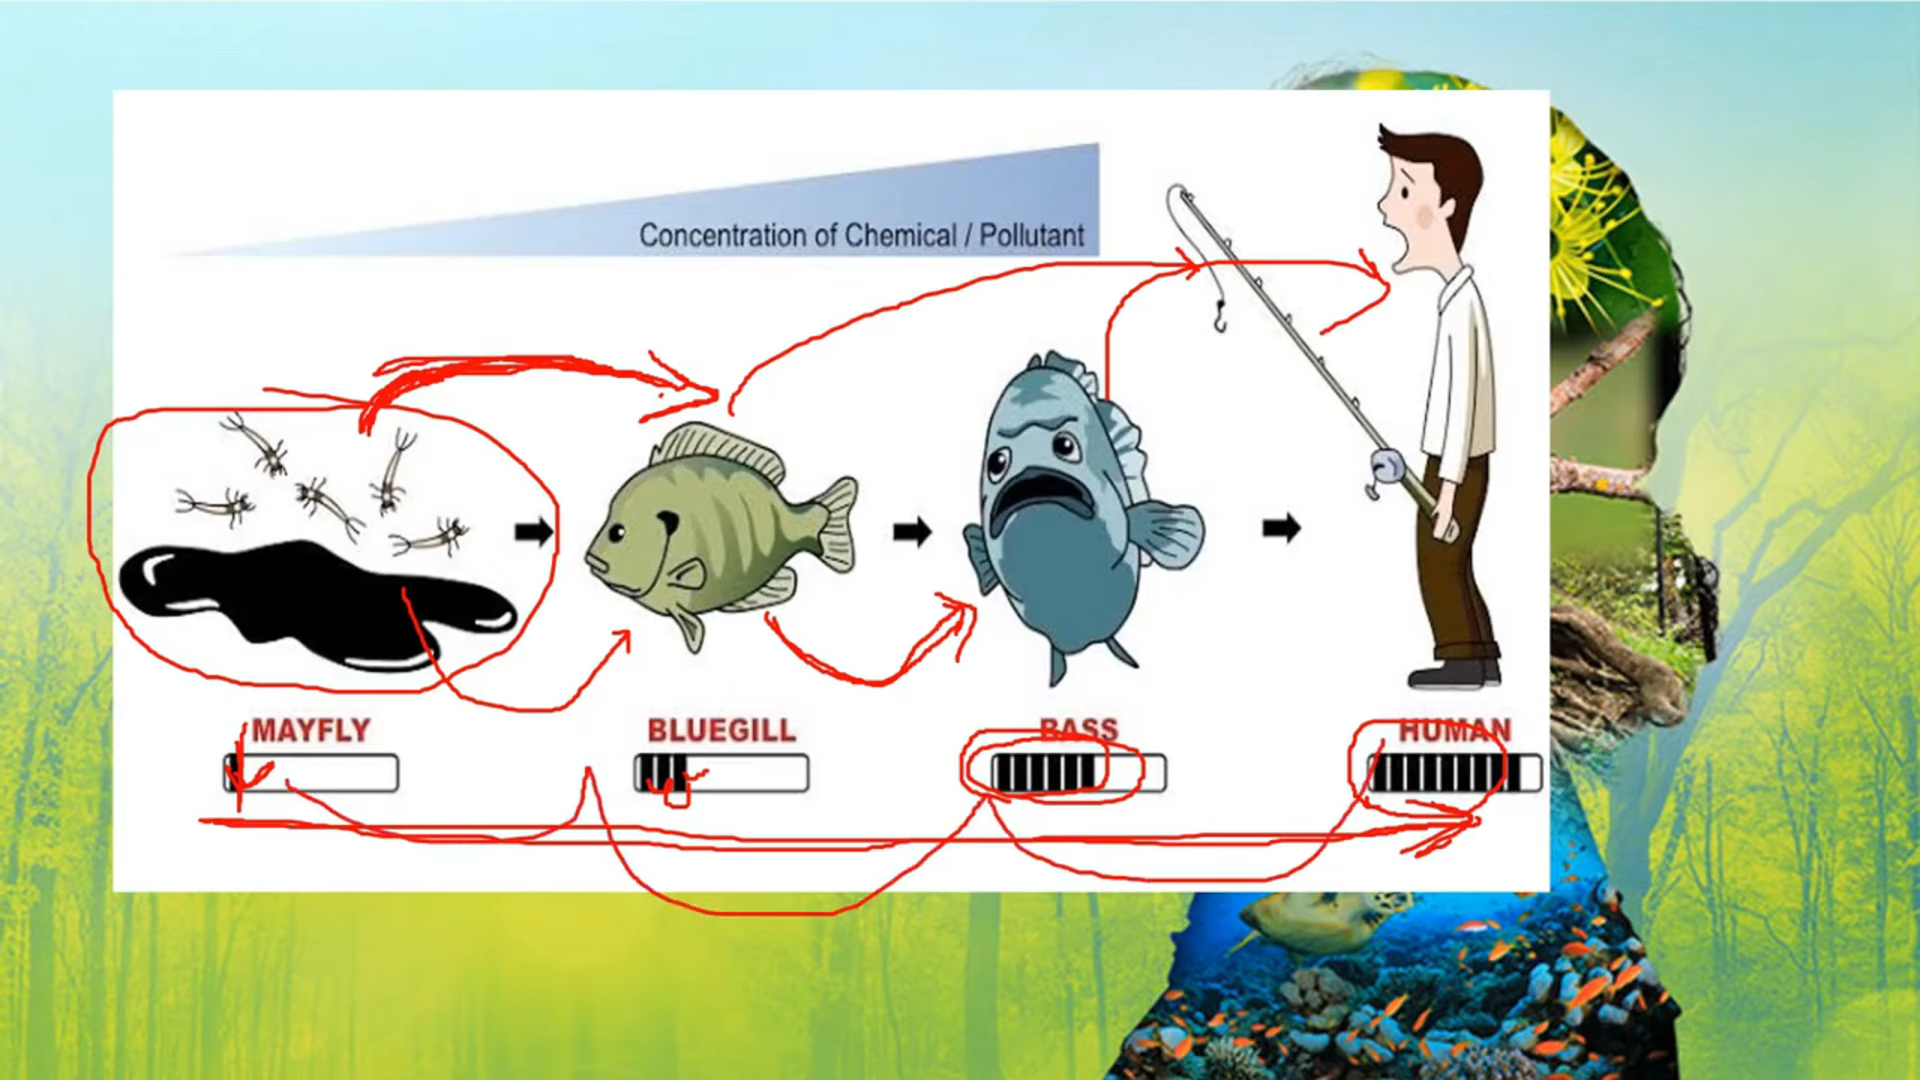 Concentration of Chemical / Pollutant
MAYFLY
BLUEGILL
BASS
HUMAN